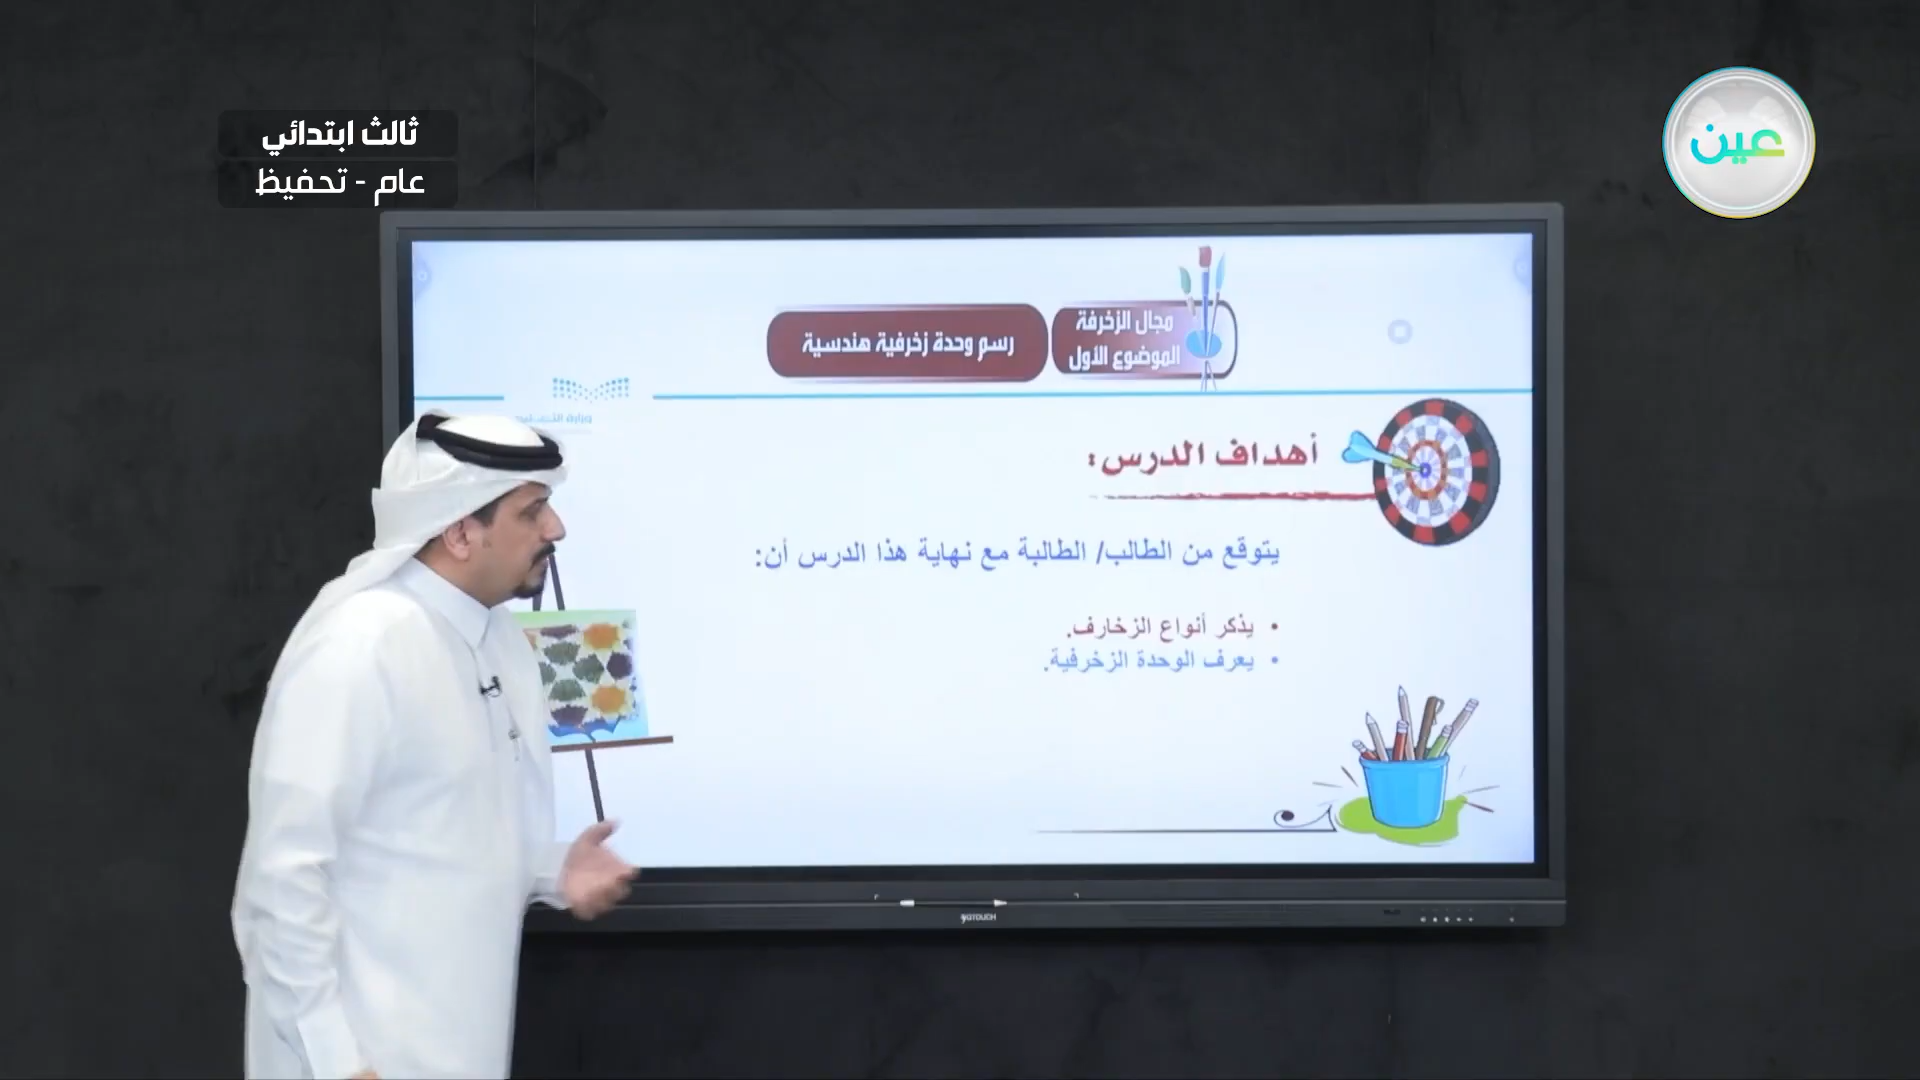 ثالث ابتدائي
عام - تحفيظ
عين
مجال الزخرفة
الموضوع الأول
رسم وحدة زخرفية هندسية
وزارة
أهداف الدرس:
يتوقع من الطالب/ الطالبة مع نهاية هذا الدرس أن:
• يذكر أنواع الزخارف.
• يعرف الوحدة الزخرفية.